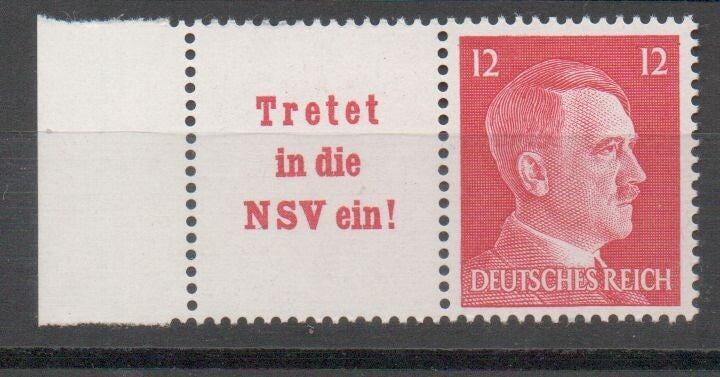 Tretet
in die
NSV ein!
12 12
DEUTSCHES REICH